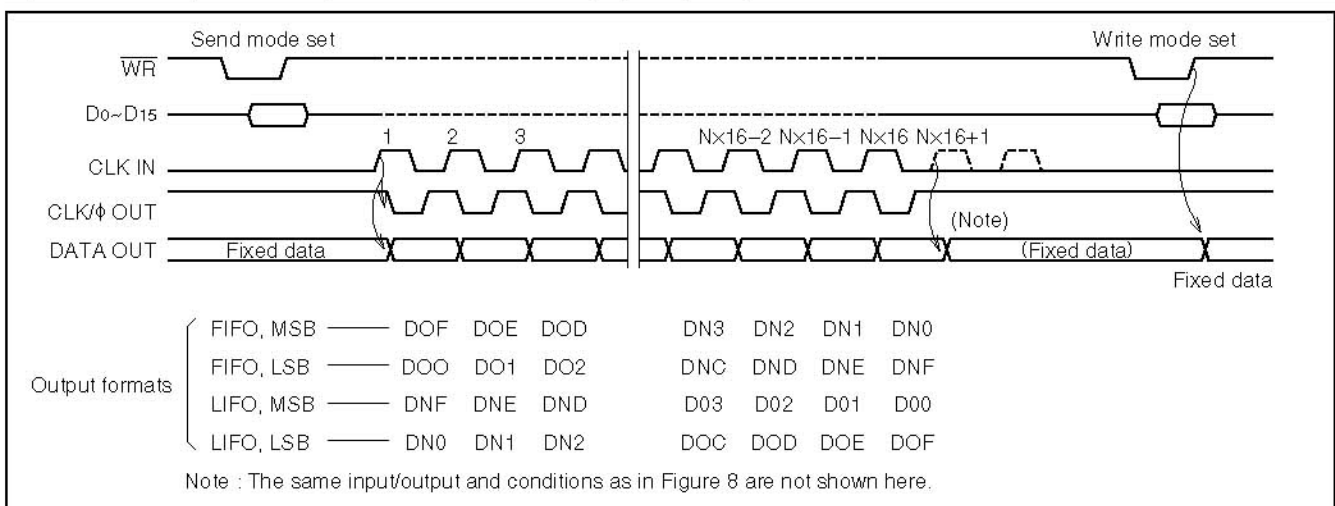 Send mode set Write mode set
WR
D0~D15
1 2 3 N×16−2 N×16−1 N×16 N×16+1
CLK IN
CLK/ϕ OUT
(Note)
DATA OUT Fixed data (Fixed data)
Fixed data
FIFO, MSB DOF DOE DOD DN3 DN2 DN1 DN0
FIFO, LSB DOO DO1 DO2 DNC DND DNE DNF
Output formats
LIFO, MSB DNF DNE DND D03 D02 D01 D00
LIFO, LSB DN0 DN1 DN2 DOC DOD DOE DOF
Note : The same input/output and conditions as in Figure 8 are not shown here.